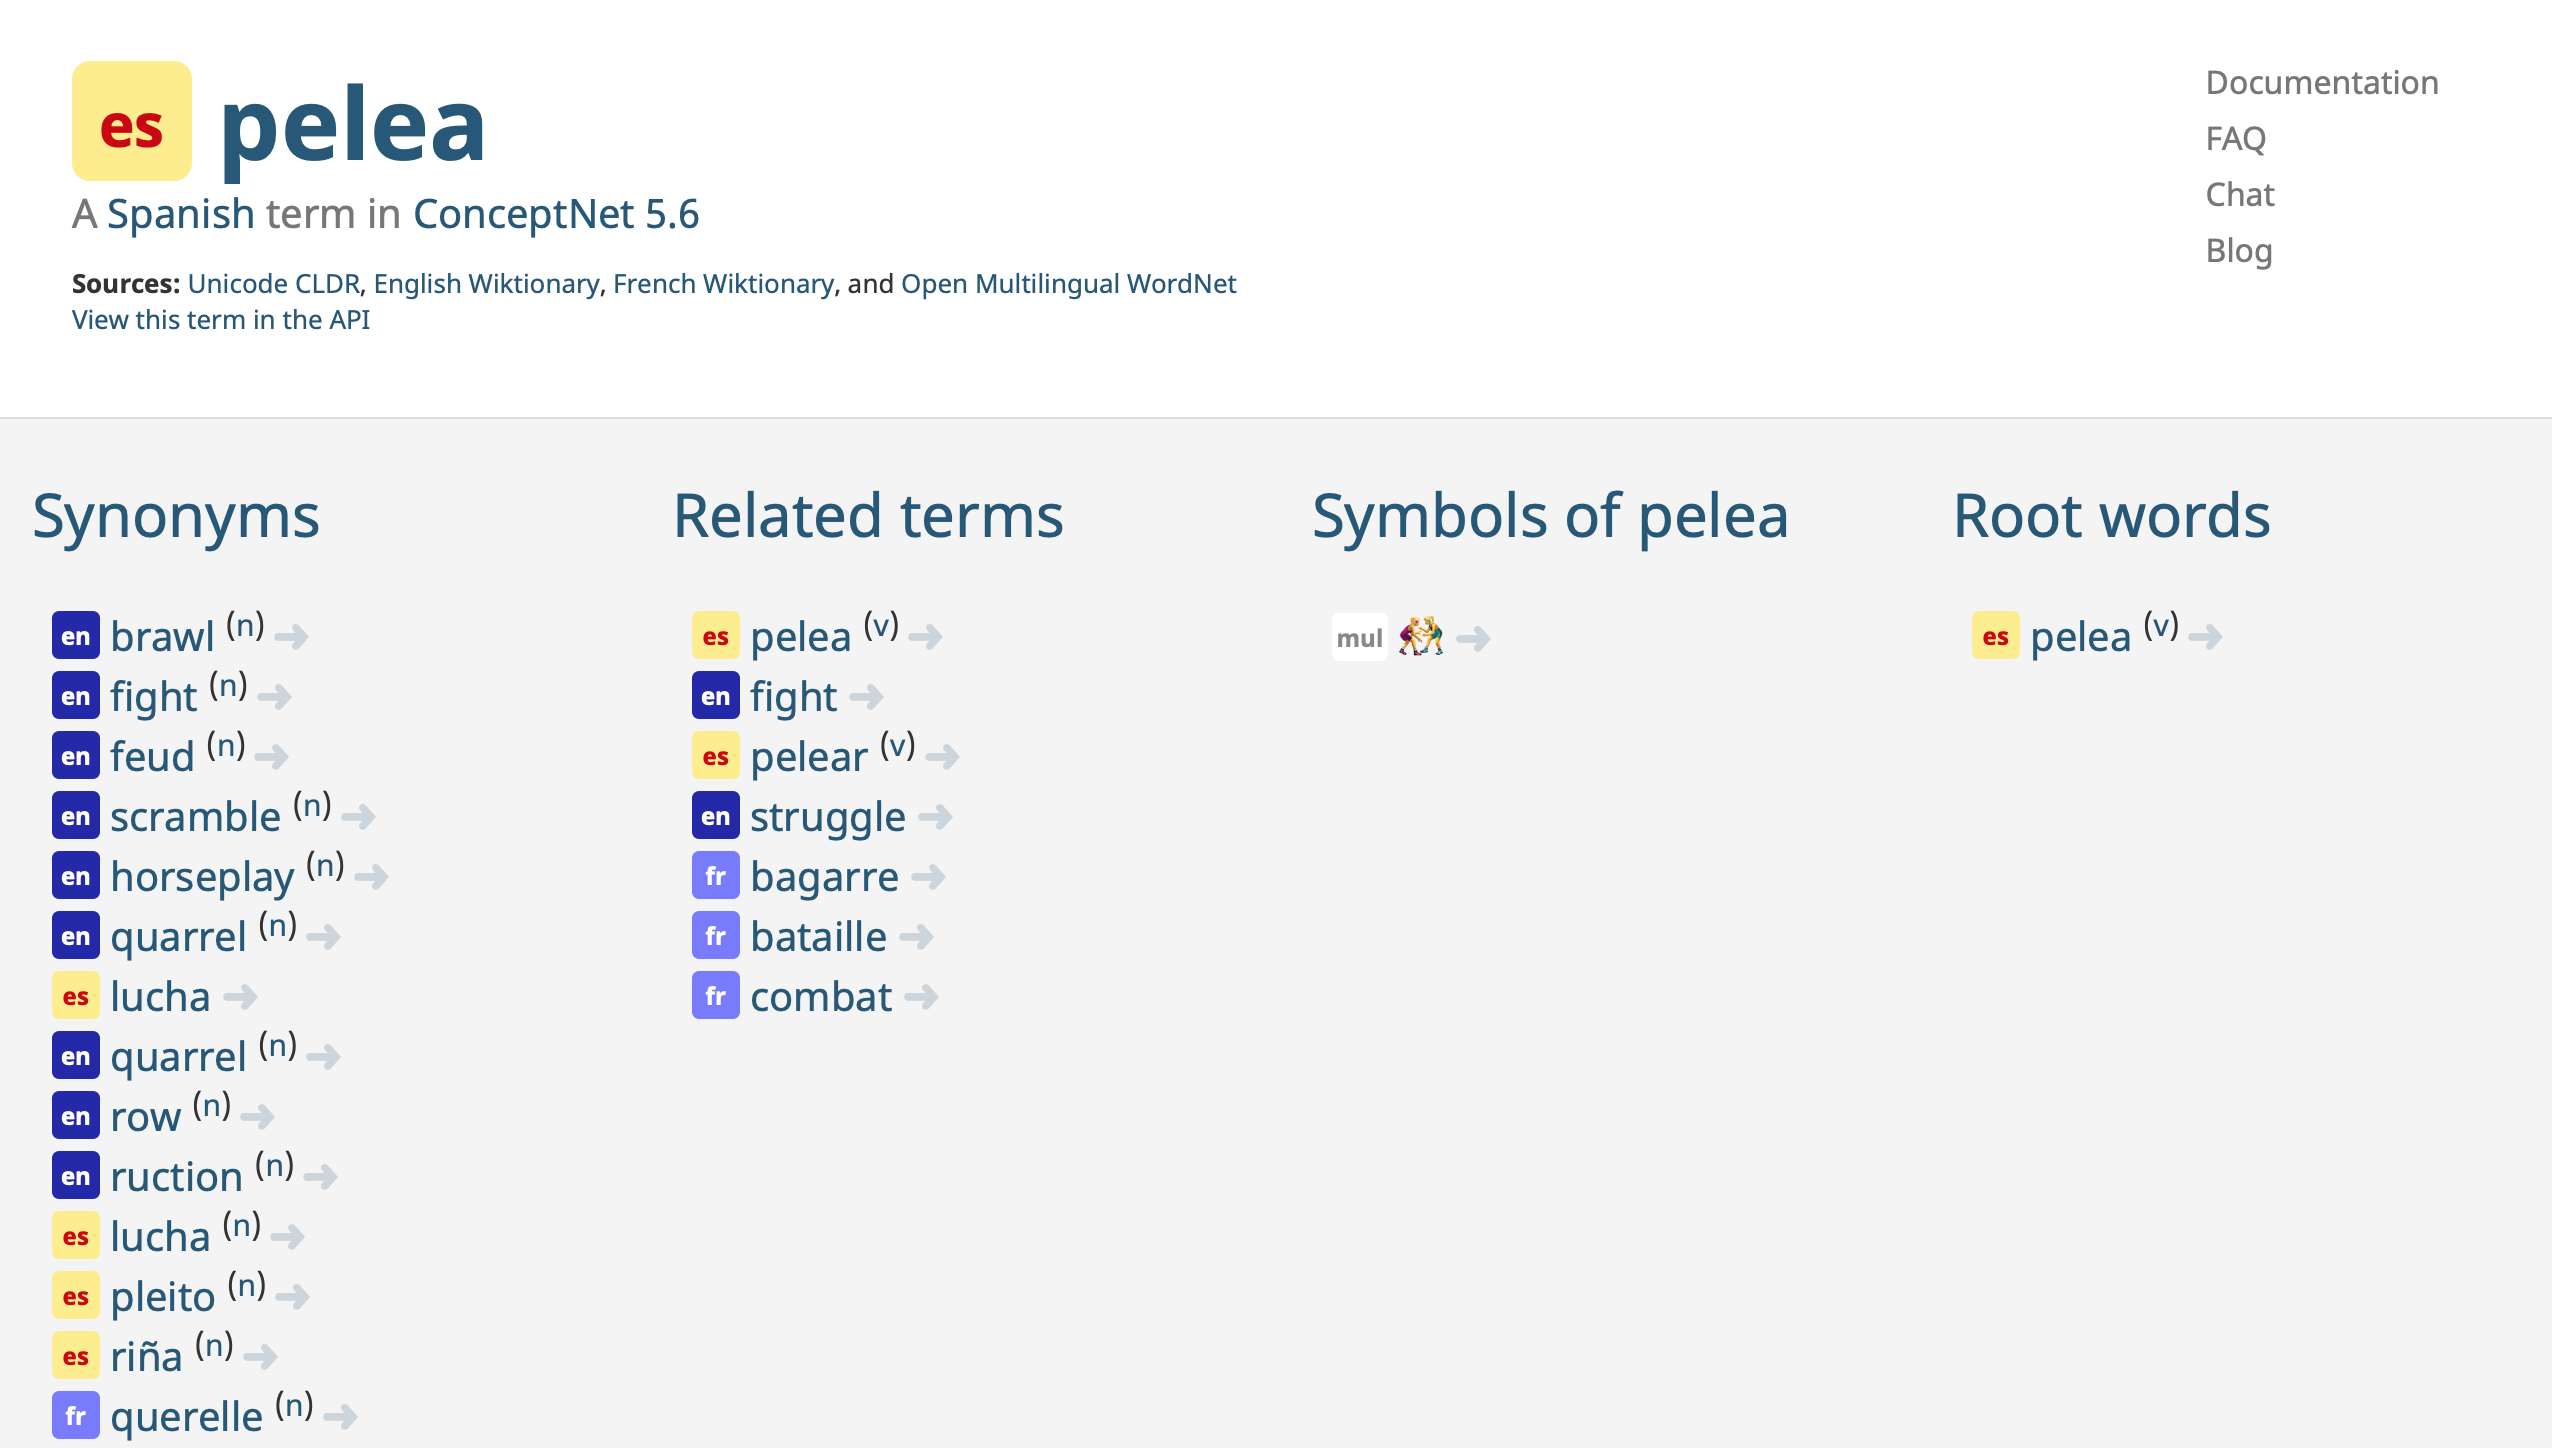 es pelea
A Spanish term in ConceptNet 5.6
Sources: Unicode CLDR, English Wiktionary, French Wiktionary, and Open Multilingual WordNet
View this term in the API
Documentation
FAQ
Chat
Blog
Synonyms
en brawl (n)
en fight (n)
en feud (n)
en scramble (n)
en horseplay (n)
en quarrel (n)
es lucha
en quarrel (n)
en row (n)
en ruction (n)
es lucha (n)
es pleito (n)
es riña (n)
fr querelle (n)
Related terms
es pelea (v)
en fight
es pelear (v)
en struggle
fr bagarre
fr bataille
fr combat
Symbols of pelea
mul
Root words
es pelea (v)